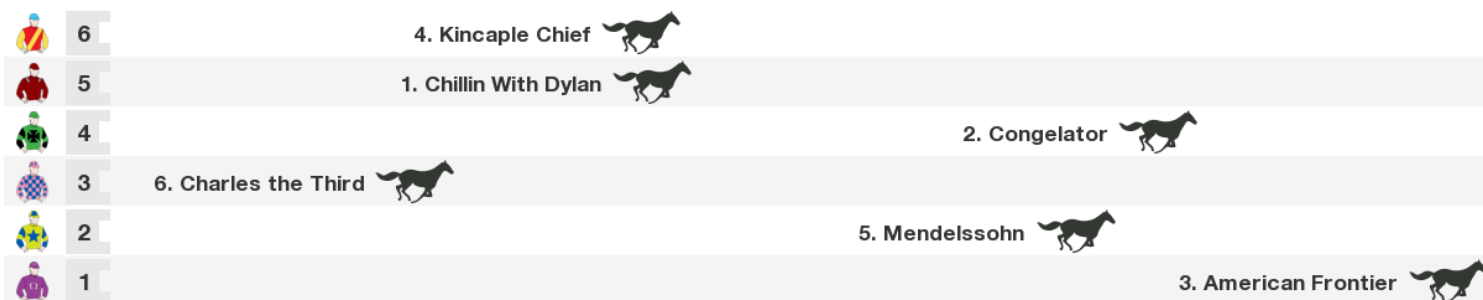 6 4. Kincaple Chief
5 1. Chillin With Dylan
4 2. Congelator
3 6. Charles the Third
2 5. Mendelssohn
1 3. American Frontier